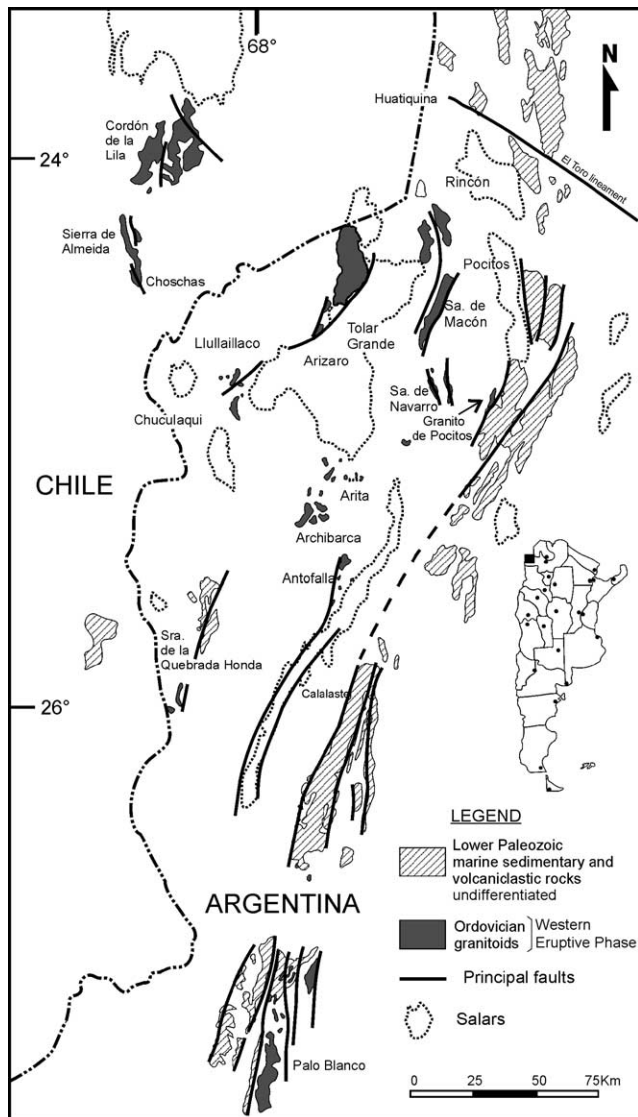 68°
N
Huatiquina
Cordón
de la
Lila
24°
El Toro lineament
Rincón
Sierra de
Almeida
Choschas
Pocitos
Sa. de
Macón
Tolar
Grande
Llullaillaco
Arizaro
Sa. de
Navarro
Granito
de Pocitos
Chuculaqui
CHILE
Arita
Archibarca
Antofalla
Sra.
de la
Quebrada Honda
Calalaste
26°
LEGEND
Lower Paleozoic
marine sedimentary and
volcaniclastic rocks
undifferentiated
ARGENTINA
Ordovician
granitoids
Western
Eruptive Phase
Principal faults
Salars
Palo Blanco
0 25 50 75Km